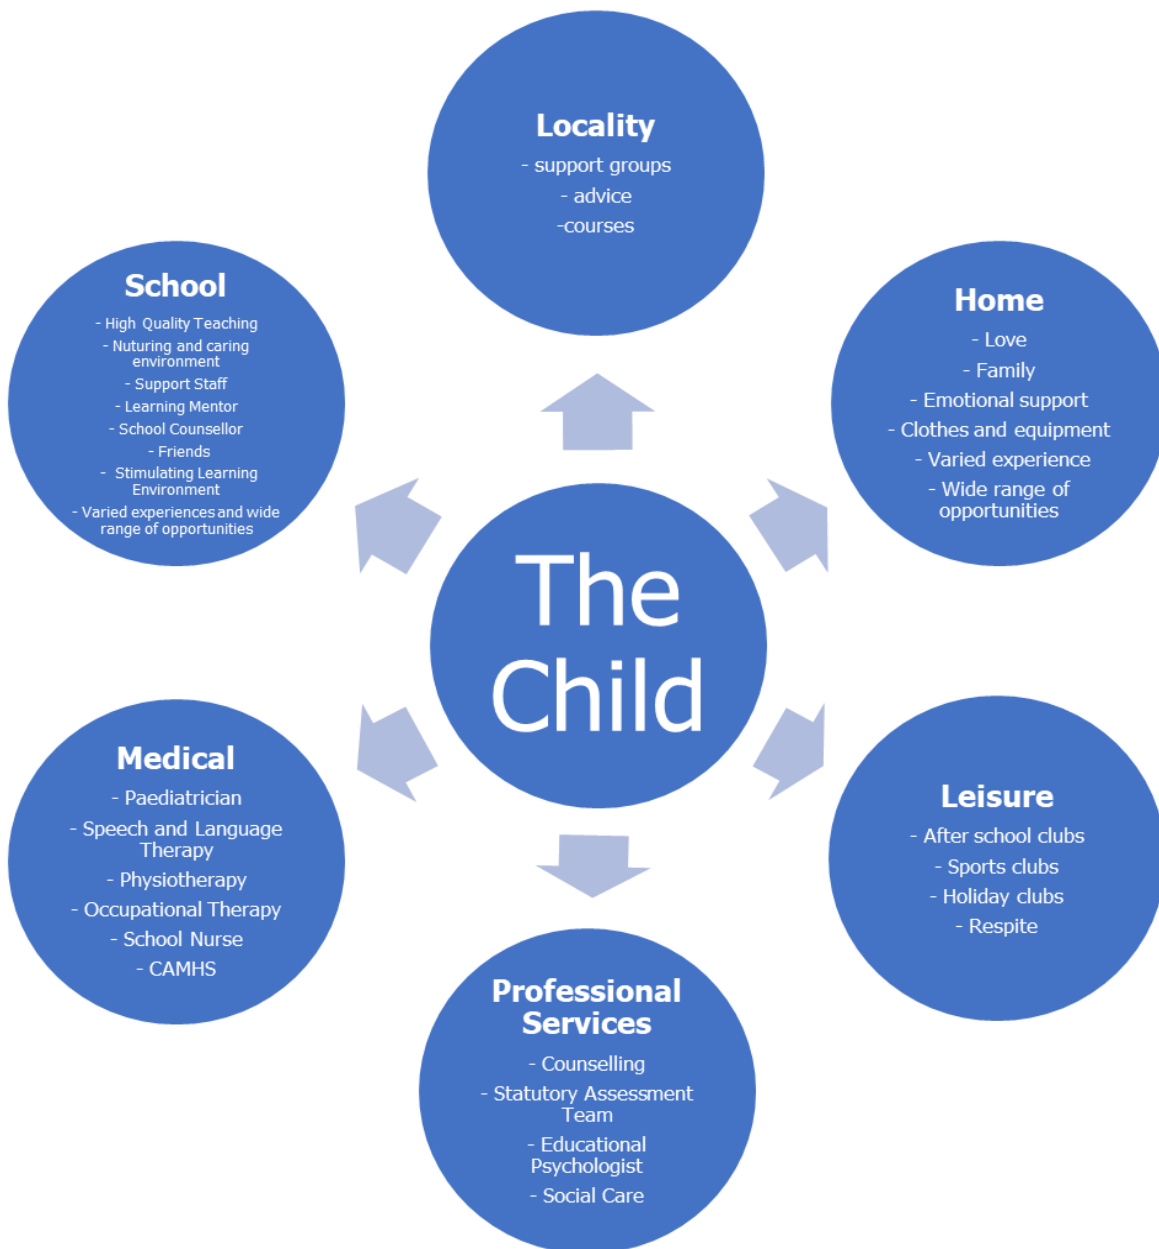 Locality
- support groups
- advice
-courses
School
- High Quality Teaching
- Nuturing and caring
environment
- Support Staff
- Learning Mentor
- School Counsellor
- Friends
- Stimulating Learning
Environment
- Varied experiences and wide
range of opportunities
Home
- Love
- Family
- Emotional support
- Clothes and equipment
- Varied experience
- Wide range of
opportunities
The
Child
Medical
- Paediatrician
- Speech and Language
Therapy
- Physiotherapy
- Occupational Therapy
- School Nurse
- CAMHS
Leisure
- After school clubs
- Sports clubs
- Holiday clubs
- Respite
Professional
Services
- Counselling
- Statutory Assessment
Team
- Educational
Psychologist
- Social Care